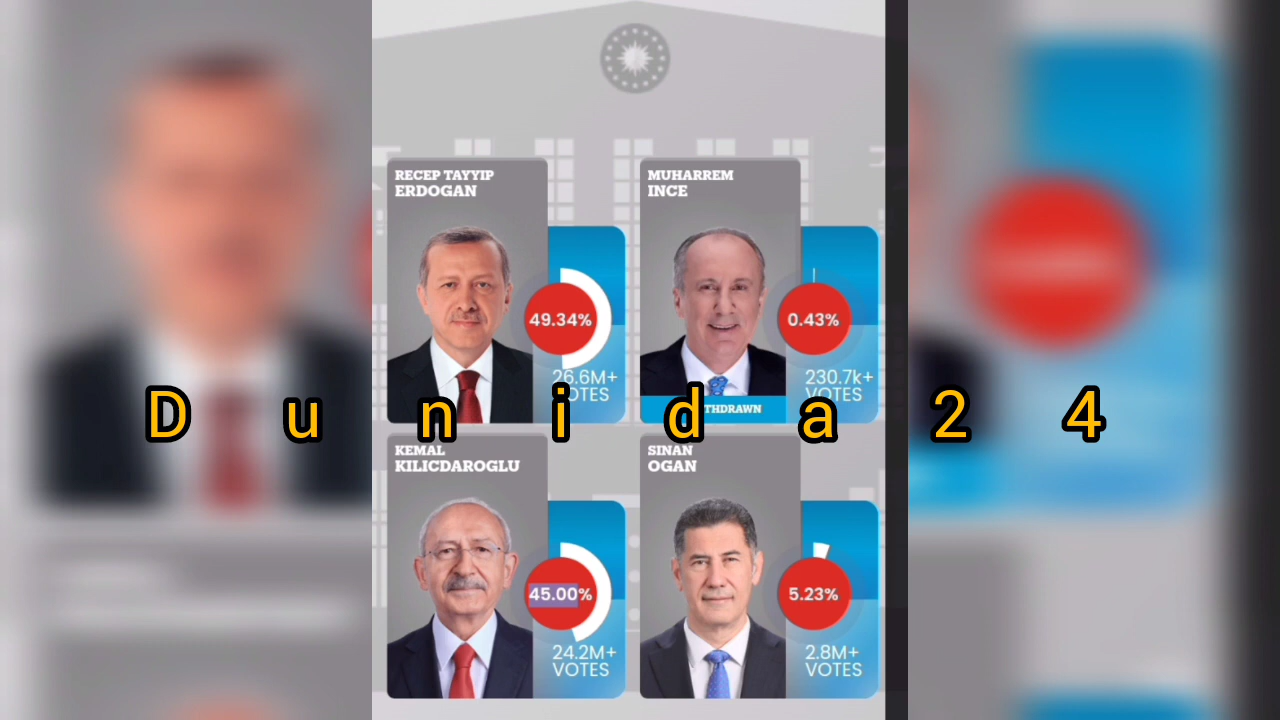 RECEP TAYYIP
ERDOGAN
49.34%
26.6M+
VOTES
MUHARREM
INCE
0.43%
230.7k+
VOTES
THDRAWN
D u n i d a 2 4
KEMAL
KILICDAROGLU
45.00%
24.2M+
VOTES
SINAN
OGAN
5.23%
2.8M+
VOTES